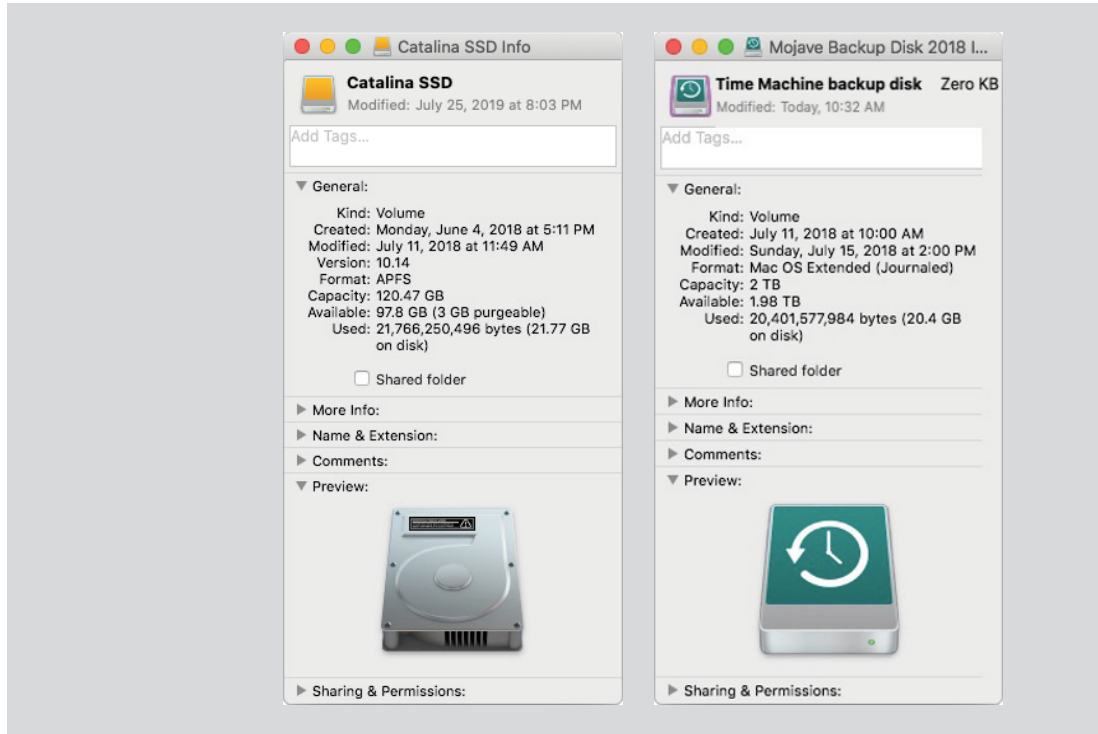 Catalina SSD Info
Catalina SSD
Modified: July 25, 2019 at 8:03 PM
Add Tags...
General:
Kind: Volume
Created: Monday, June 4, 2018 at 5:11 PM
Modified: July 11, 2018 at 11:49 AM
Version: 10.14
Format: APFS
Capacity: 120.47 GB
Available: 97.8 GB (3 GB purgeable)
Used: 21,766,250,496 bytes (21.77 GB
on disk)
Shared folder
More Info:
Name & Extension:
Comments:
Preview:
Sharing & Permissions:
Mojave Backup Disk 2018 I...
Time Machine backup disk Zero KB
Modified: Today, 10:32 AM
Add Tags...
General:
Kind: Volume
Created: July 11, 2018 at 10:00 AM
Modified: Sunday, July 15, 2018 at 2:00 PM
Format: Mac OS Extended (Journaled)
Capacity: 2 TB
Available: 1.98 TB
Used: 20,401,577,984 bytes (20.4 GB
on disk)
Shared folder
More Info:
Name & Extension:
Comments:
Preview:
Sharing & Permissions: